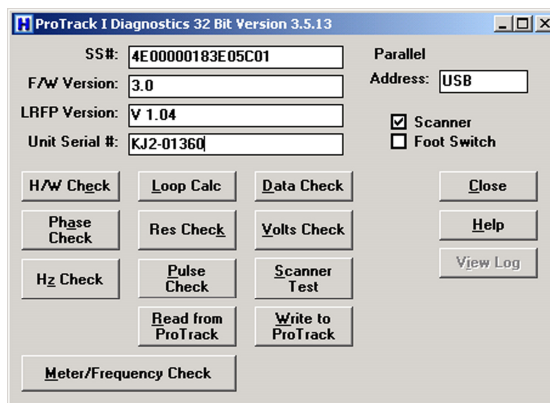 ProTrack I Diagnostics 32 Bit Version 3.5.13
SS#: 4E00000183E05C01
Parallel
Address: USB
F/W Version: 3.0
LRFP Version: V 1.04
Scanner
Unit Serial #: KJ2-01360
Foot Switch
H/W Check
Loop Calc
Data Check
Close
Phase
Check
Res Check
Volts Check
Help
Hz Check
Pulse
Check
Scanner
Test
View Log
Read from
ProTrack
Write to
ProTrack
Meter/Frequency Check